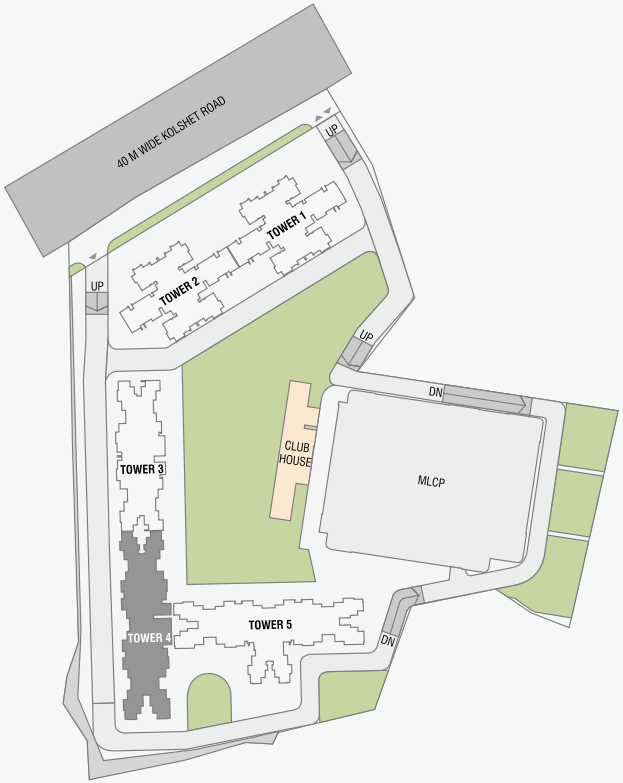 40 M WIDE KOLSHET ROAD
UP
TOWER 1
TOWER 2
UP
UP
DN
TOWER 3
CLUB
HOUSE
MLCP
TOWER 4
TOWER 5
DN